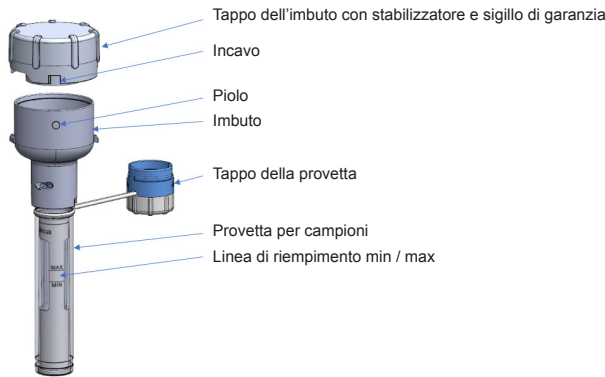 Tappo dell'imbuto con stabilizzatore e sigillo di garanzia
Incavo
Piolo
Imbuto
Tappo della provetta
Provetta per campioni
Linea di riempimento min / max
MAX
MIN